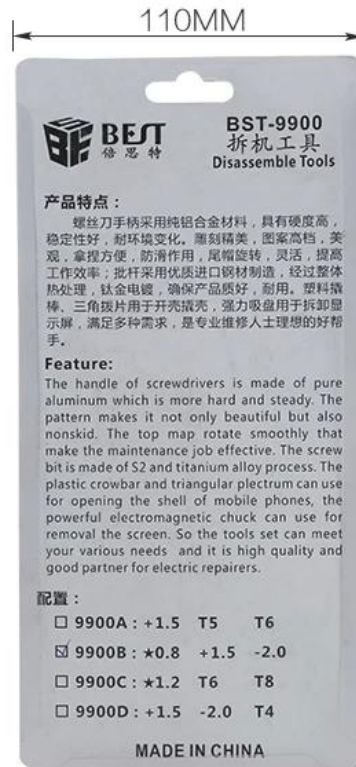 110MM
BEST
倍思特
BST-9900
拆机工具
Disassemble Tools
产品特点：
螺丝刀手柄采用纯铝合金材料，具有硬度高，
稳定性好，耐环境变化。雕刻精美，图案高档，美
观，拿捏方便，防滑作用，尾帽旋转，灵活，提高
工作效率；批杆采用优质进口钢材制造，经过整体
热处理，钛金电镀，确保产品质好，耐用。塑料撬
棒、三角拨片用于开壳撬壳，强力吸盘用于拆卸显
示屏，满足多种需求，是专业维修人士理想的好帮
手。
Feature:
The handle of screwdrivers is made of pure
aluminum which is more hard and steady. The
pattern makes it not only beautiful but also
nonskid. The top map rotate smoothly that
make the maintenance job effective. The screw
bit is made of S2 and titanium alloy process. The
plastic crowbar and triangular plectrum can use
for opening the shell of mobile phones, the
powerful electromagnetic chuck can use for
removal the screen. So the tools set can meet
your various needs and it is high quality and
good partner for electric repairers.
配置：
☐ 9900A：+1.5 T5 T6
☑ 9900B：★0.8 +1.5 -2.0
☐ 9900C：★1.2 T6 T8
☐ 9900D：+1.5 -2.0 T4
MADE IN CHINA